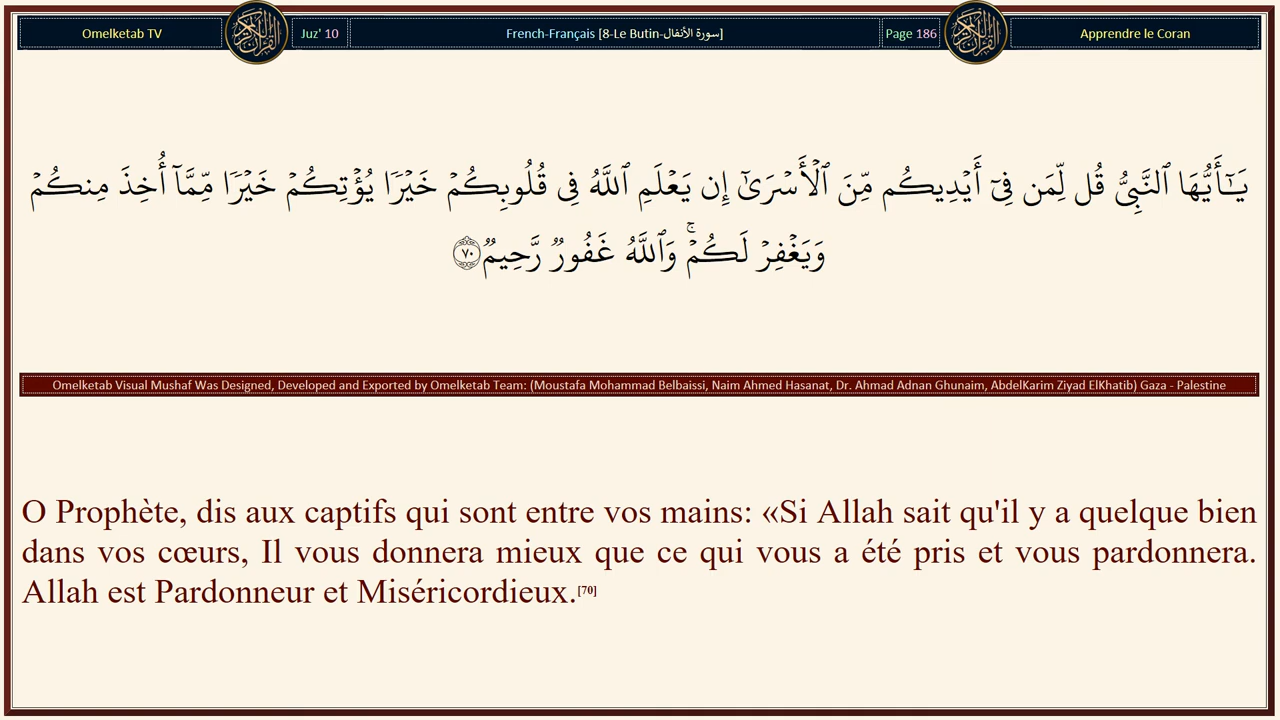 Omelketab TV
Juz' 10
French-Français [8-Le Butin-سورة الأنفال]
Page 186
Apprendre le Coran
يَـٰٓأَيُّهَا ٱلنَّبِىُّ قُل لِّمَن فِىٓ أَيۡدِيكُم مِّنَ ٱلۡأَسۡرَىٰٓ إِن يَعۡلَمِ ٱللَّهُ فِى قُلُوبِكُمۡ خَيۡرًا يُؤۡتِكُمۡ خَيۡرًا مِّمَّآ أُخِذَ مِنكُمۡ
وَيَغۡفِرۡ لَكُمۡۚ وَٱللَّهُ غَفُورٌ رَّحِيمٌ ٧٠
Omelketab Visual Mushaf Was Designed, Developed and Exported by Omelketab Team: (Moustafa Mohammad Belbaissi, Naim Ahmed Hasanat, Dr. Ahmad Adnan Ghunaim, AbdelKarim Ziyad ElKhatib) Gaza - Palestine
O Prophète, dis aux captifs qui sont entre vos mains: «Si Allah sait qu'il y a quelque bien
dans vos cœurs, Il vous donnera mieux que ce qui vous a été pris et vous pardonnera.
Allah est Pardonneur et Miséricordieux.[70]